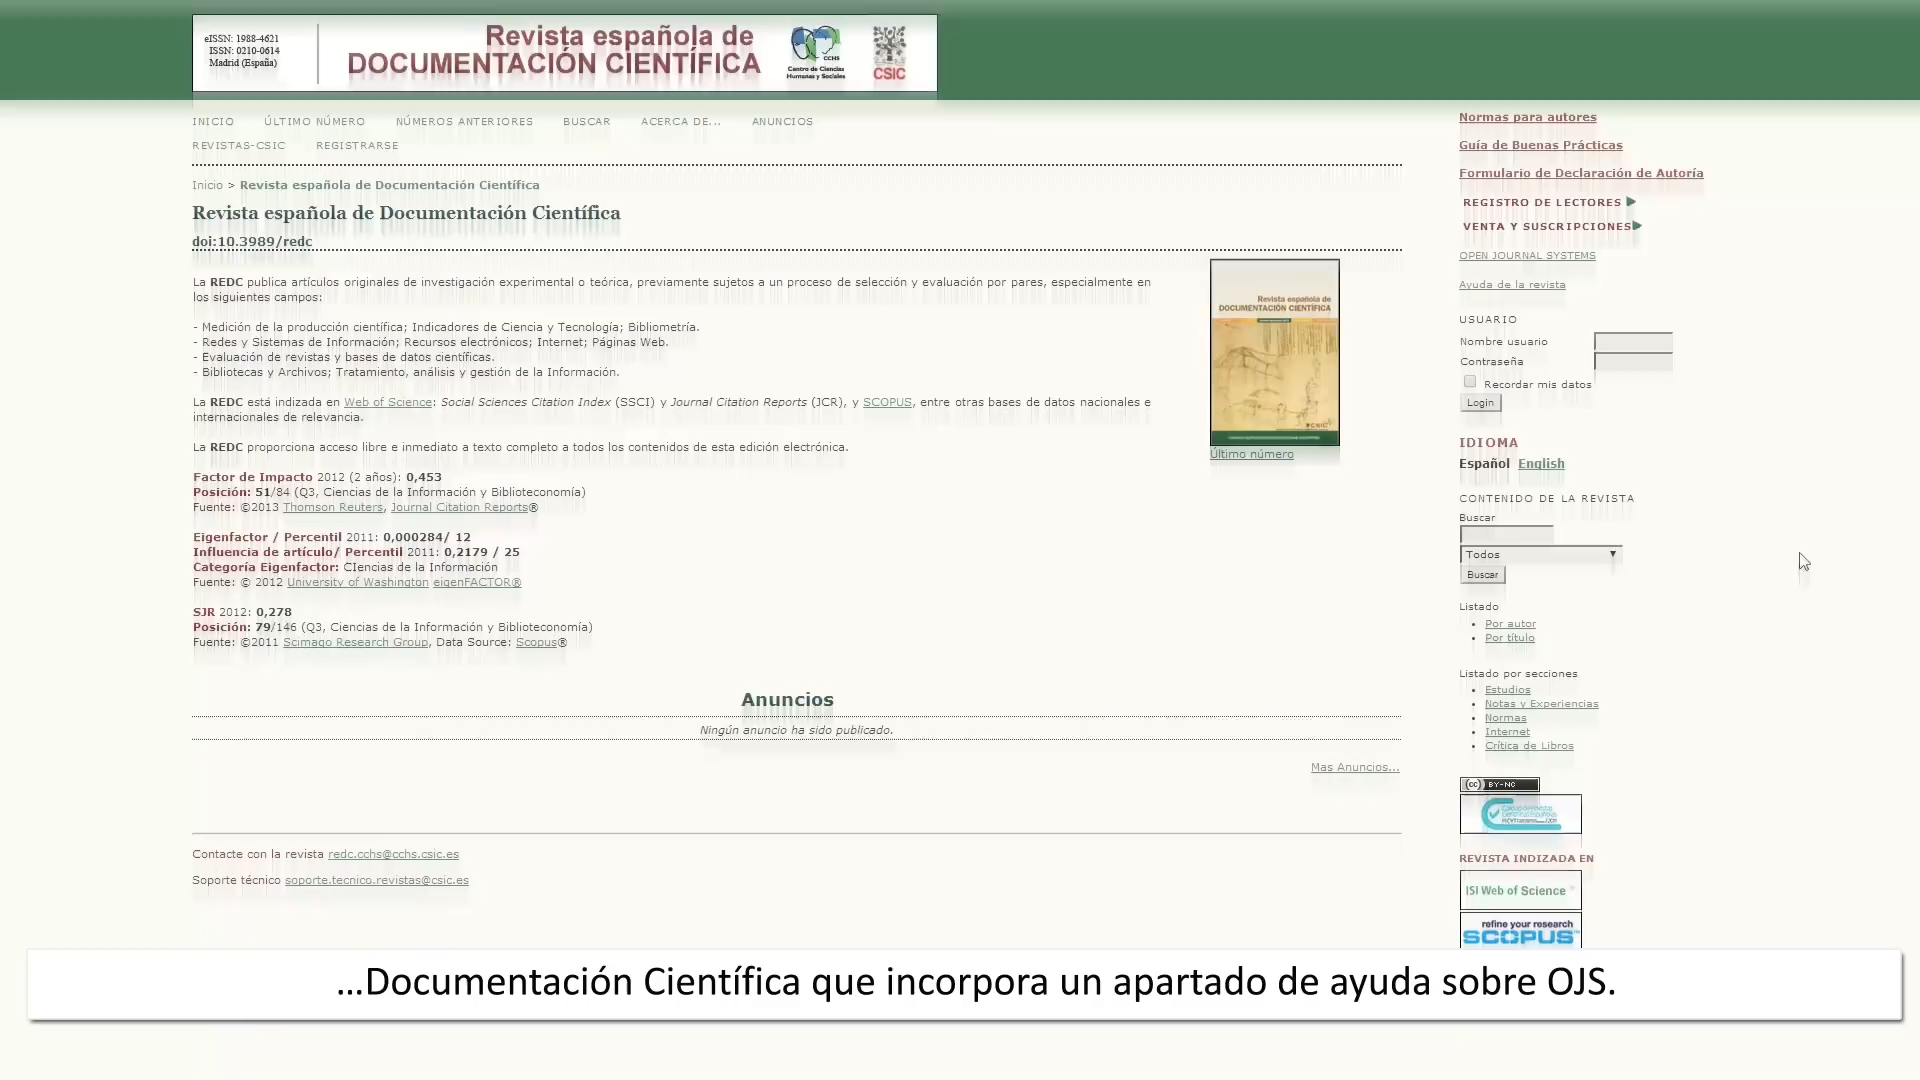 eISSN: 1988-4621
ISSN: 0210-0614
Madrid (España)
Revista española de
DOCUMENTACIÓN CIENTÍFICA
CCHS
Centro de Ciencias
Humanas y Sociales
CSIC
INICIO ÚLTIMO NÚMERO NÚMEROS ANTERIORES BUSCAR ACERCA DE... ANUNCIOS
REVISTAS-CSIC REGISTRARSE
Inicio > Revista española de Documentación Científica
Revista española de Documentación Científica
doi:10.3989/redc
La REDC publica artículos originales de investigación experimental o teórica, previamente sujetos a un proceso de selección y evaluación por pares, especialmente en
los siguientes campos:
- Medición de la producción científica; Indicadores de Ciencia y Tecnología; Bibliometría.
- Redes y Sistemas de Información; Recursos electrónicos; Internet; Páginas Web.
- Evaluación de revistas y bases de datos científicas.
- Bibliotecas y Archivos; Tratamiento, análisis y gestión de la Información.
La REDC está indizada en Web of Science: Social Sciences Citation Index (SSCI) y Journal Citation Reports (JCR), y SCOPUS, entre otras bases de datos nacionales e
internacionales de relevancia.
La REDC proporciona acceso libre e inmediato a texto completo a todos los contenidos de esta edición electrónica.
Factor de Impacto 2012 (2 años): 0,453
Posición: 51/84 (Q3, Ciencias de la Información y Biblioteconomía)
Fuente: ©2013 Thomson Reuters, Journal Citation Reports®
Eigenfactor / Percentil 2011: 0,000284/ 12
Influencia de artículo/ Percentil 2011: 0,2179 / 25
Categoría Eigenfactor: CIencias de la Información
Fuente: © 2012 University of Washington eigenFACTOR®
SJR 2012: 0,278
Posición: 79/146 (Q3, Ciencias de la Información y Biblioteconomía)
Fuente: ©2011 Scimago Research Group, Data Source: Scopus®
Revista española de
DOCUMENTACIÓN CIENTÍFICA
CSIC
Último número
Anuncios
Ningún anuncio ha sido publicado.
Mas Anuncios...
Contacte con la revista redc.cchs@cchs.csic.es
Soporte técnico soporte.tecnico.revistas@csic.es
Normas para autores
Guía de Buenas Prácticas
Formulario de Declaración de Autoría
REGISTRO DE LECTORES
VENTA Y SUSCRIPCIONES
OPEN JOURNAL SYSTEMS
Ayuda de la revista
USUARIO
Nombre usuario
Contraseña
Recordar mis datos
Login
IDIOMA
Español English
CONTENIDO DE LA REVISTA
Buscar
Todos
Buscar
Listado
Por autor
Por título
Listado por secciones
Estudios
Notas y Experiencias
Normas
Internet
Crítica de Libros
(cc) BY-NC
REVISTA INDIZADA EN
ISI Web of Science
refine your research
SCOPUS
...Documentación Científica que incorpora un apartado de ayuda sobre OJS.